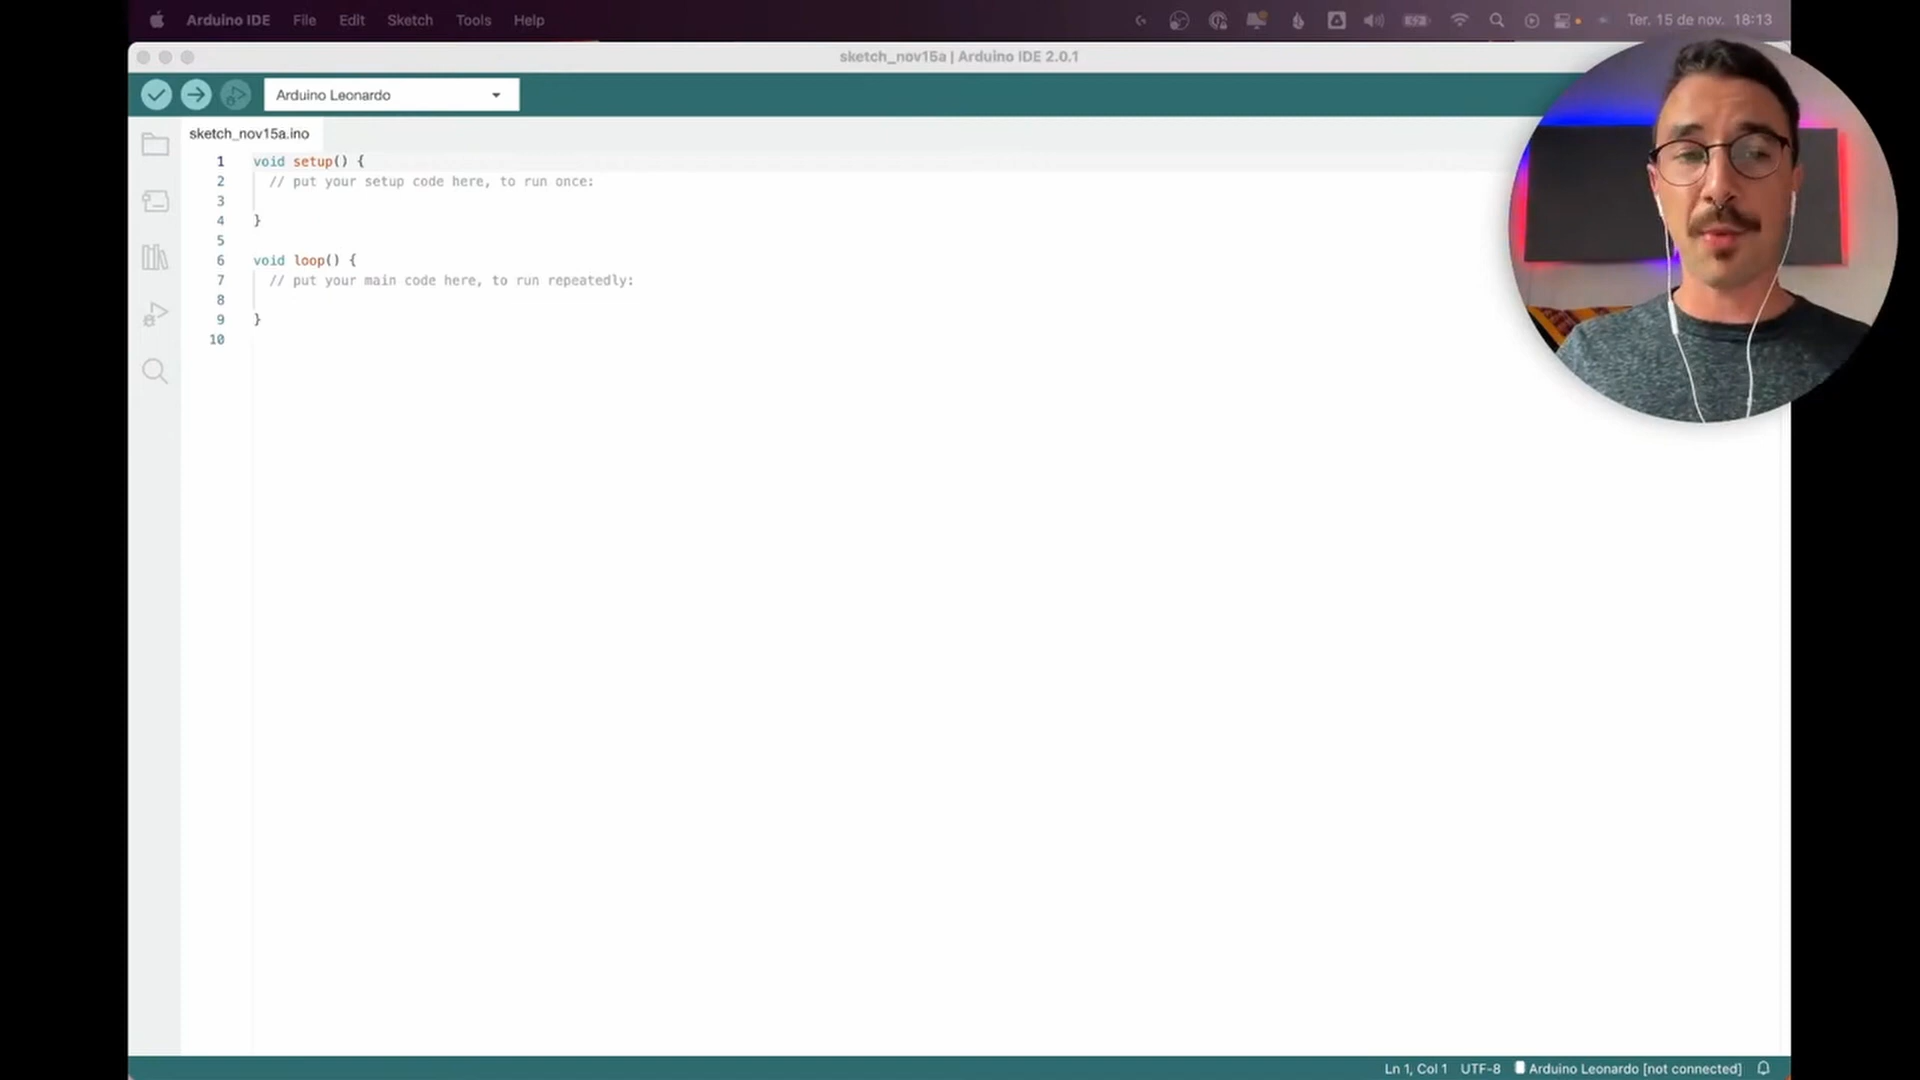 Arduino IDE File Edit Sketch Tools Help Ter. 15 de nov. 18:13
sketch_nov15a | Arduino IDE 2.0.1
Arduino Leonardo
sketch_nov15a.ino
1 void setup() {
2 // put your setup code here, to run once:
3
4 }
5
6 void loop() {
7 // put your main code here, to run repeatedly:
8
9 }
10
Ln 1, Col 1 UTF-8 Arduino Leonardo [not connected]